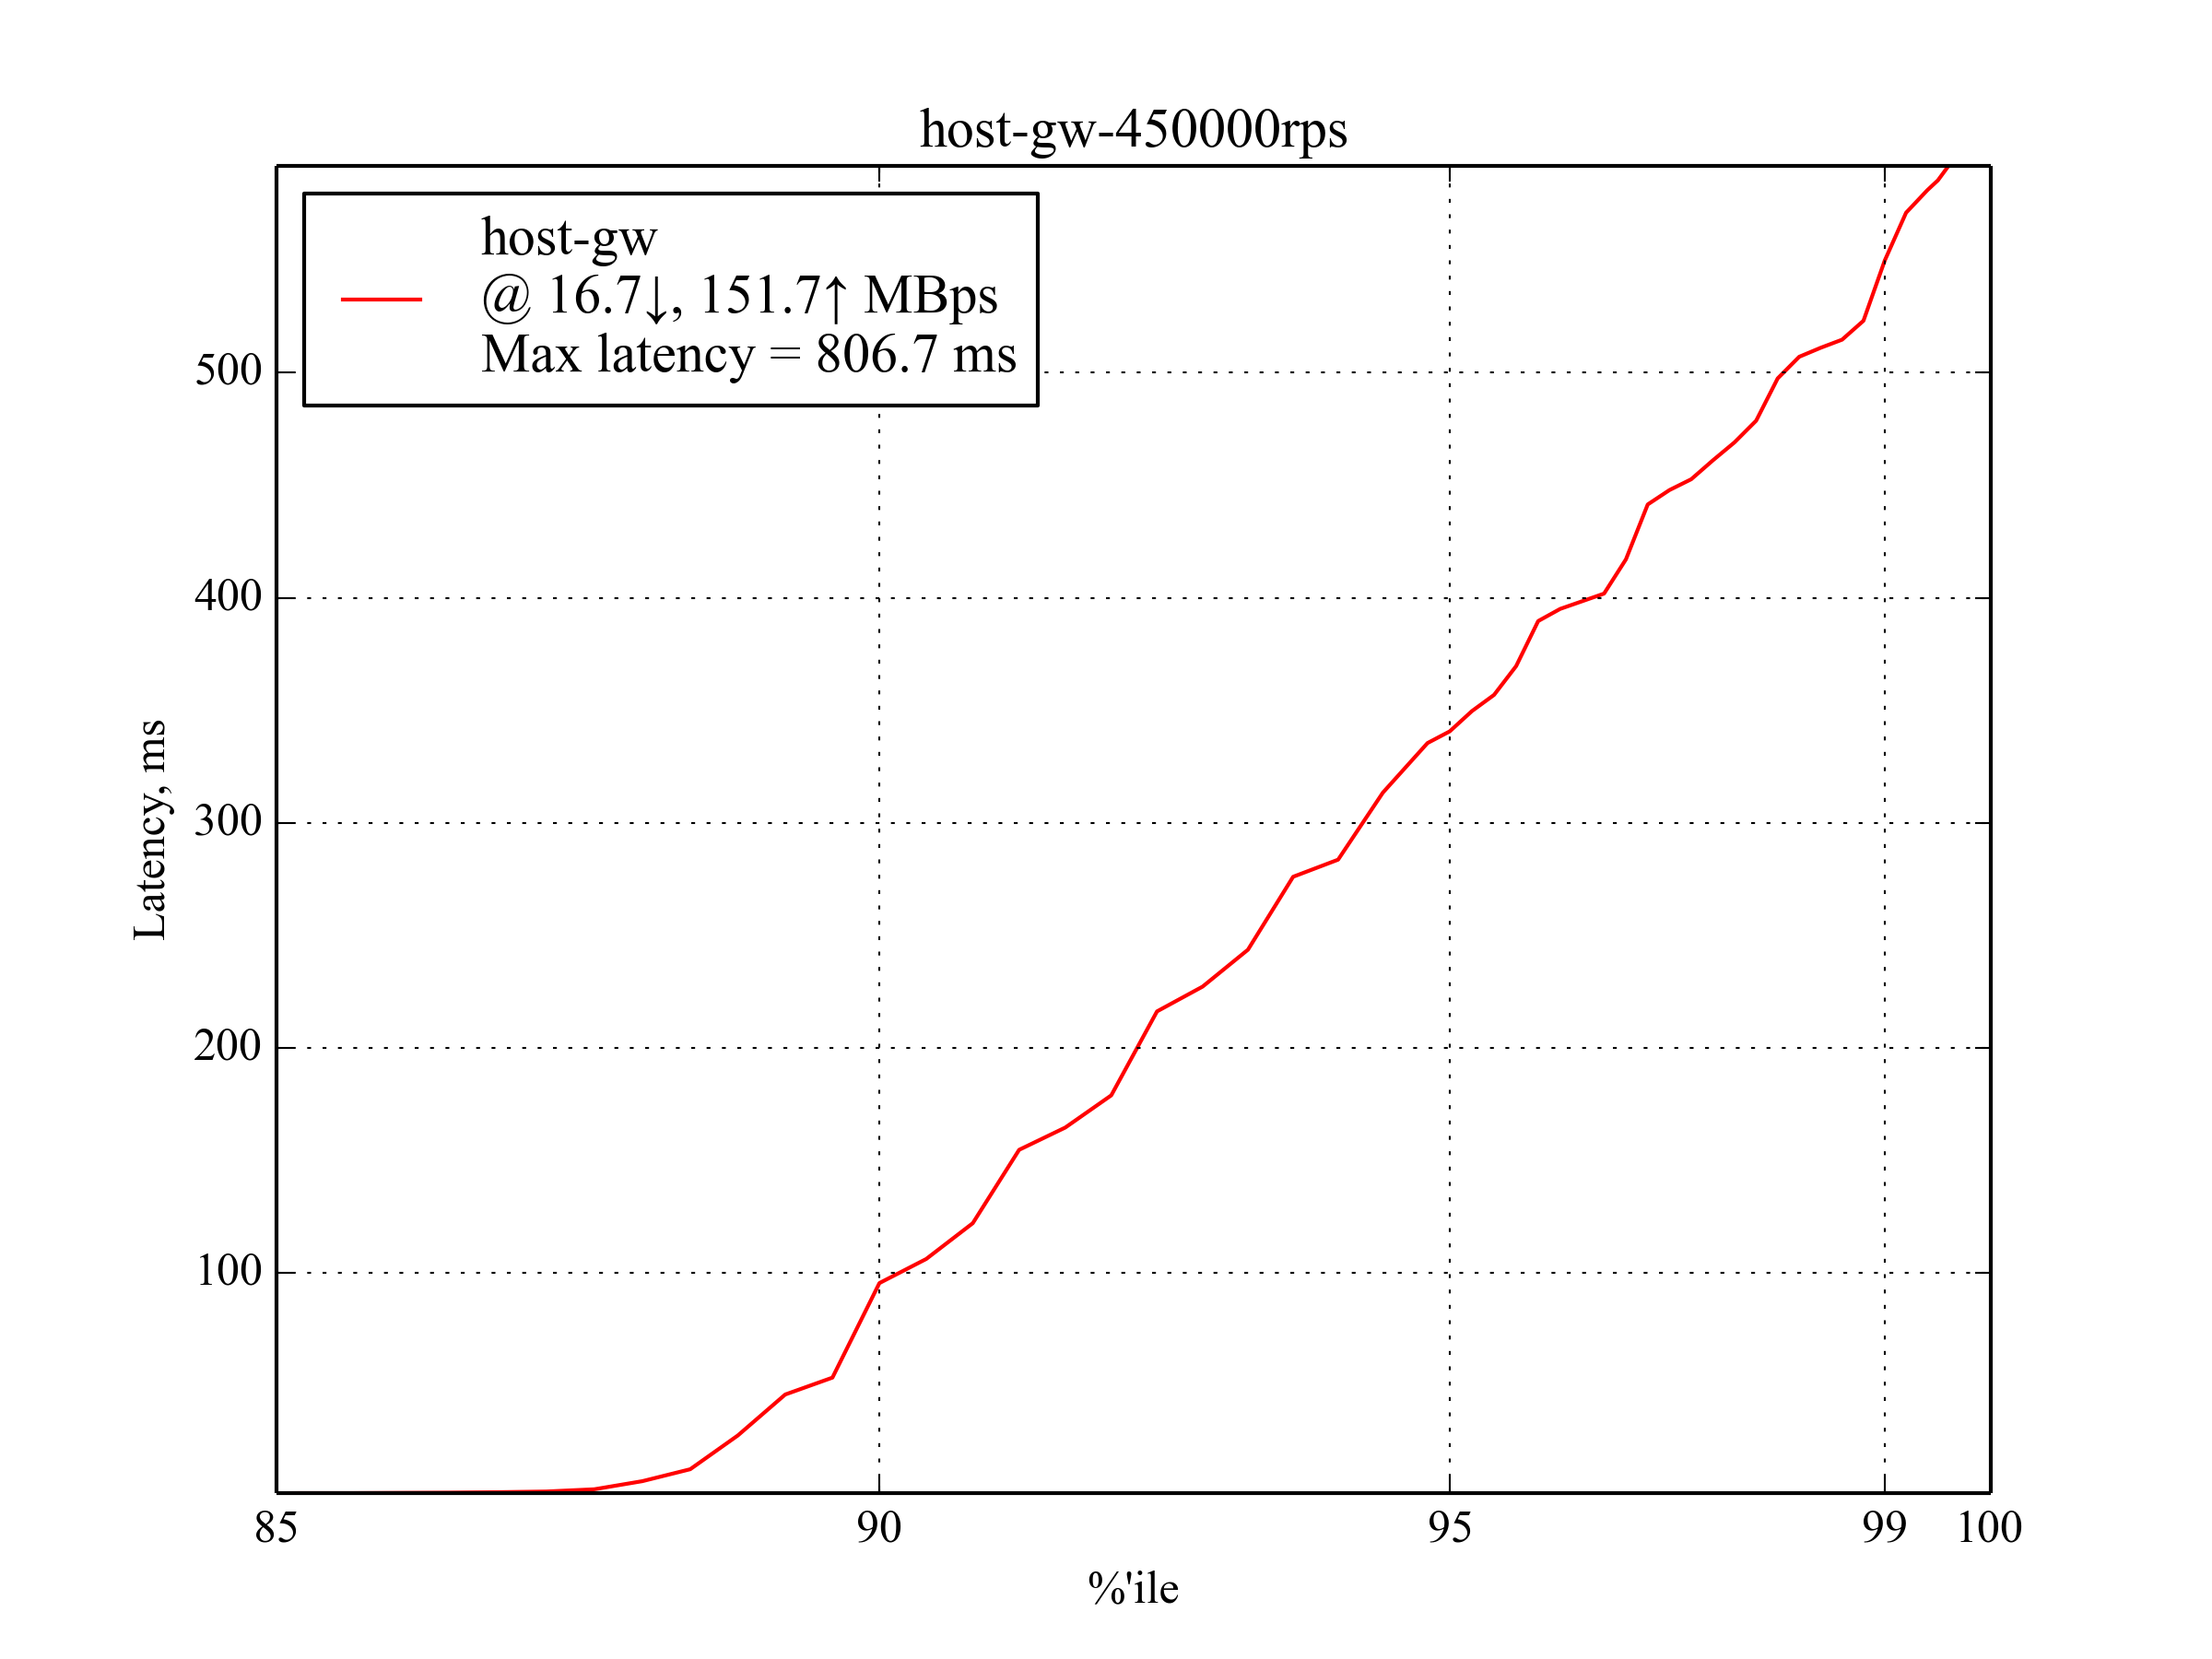 host-gw-450000rps
host-gw
@ 16.7↓, 151.7↑ MBps
Max latency = 806.7 ms
500
400
300
200
100
Latency, ms
85
90
95
99
100
%'ile